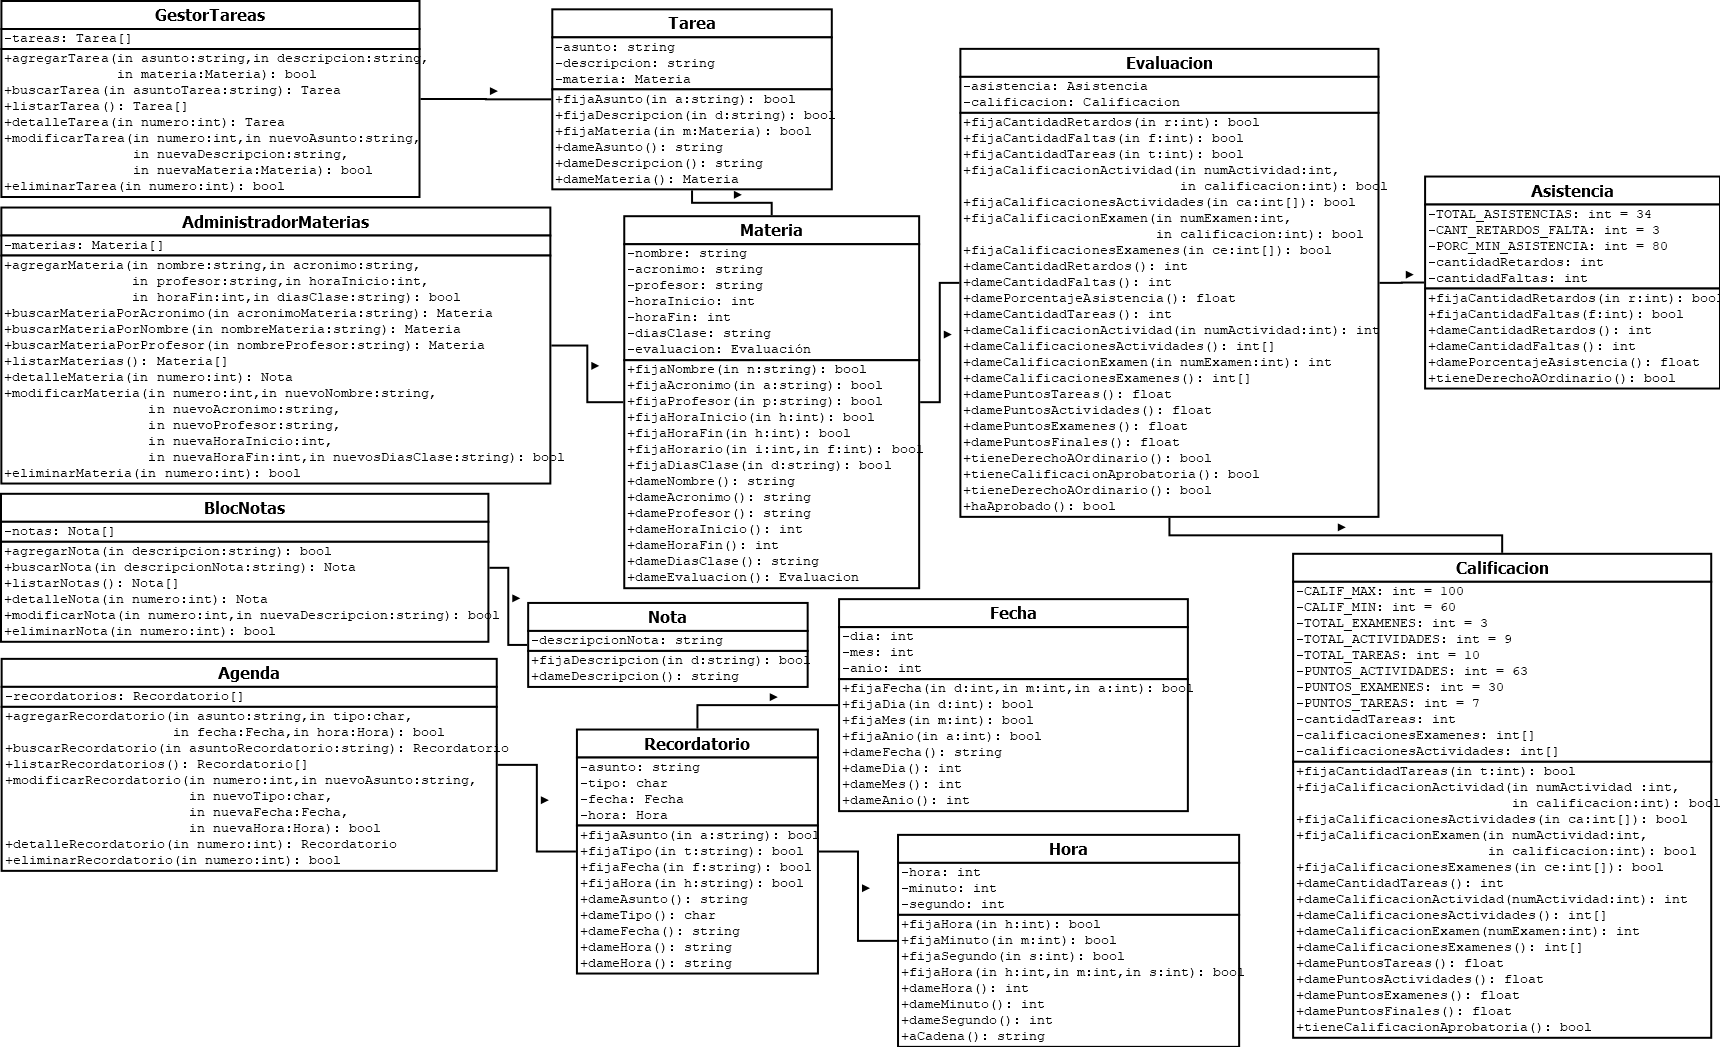 GestorTareas
-tareas: Tarea[]
+agregarTarea(in asunto:string,in descripcion:string,
in materia:Materia): bool
+buscarTarea(in asuntoTarea:string): Tarea
+listarTarea(): Tarea[]
+detalleTarea(in numero:int): Tarea
+modificarTarea(in numero:int,in nuevoAsunto:string,
in nuevaDescripcion:string,
in nuevaMateria:Materia): bool
+eliminarTarea(in numero:int): bool
Tarea
-asunto: string
-descripcion: string
-materia: Materia
+fijaAsunto(in a:string): bool
+fijaDescripcion(in d:string): bool
+fijaMateria(in m:Materia): bool
+dameAsunto(): string
+dameDescripcion(): string
+dameMateria(): Materia
Evaluacion
-asistencia: Asistencia
-calificacion: Calificacion
+fijaCantidadRetardos(in r:int): bool
+fijaCantidadFaltas(in f:int): bool
+fijaCantidadTareas(in t:int): bool
+fijaCalificacionActividad(in numActividad:int,
in calificacion:int): bool
+fijaCalificacionesActividades(in ca:int[]): bool
+fijaCalificacionExamen(in numExamen:int,
in calificacion:int): bool
+fijaCalificacionesExamenes(in ce:int[]): bool
+dameCantidadRetardos(): int
+dameCantidadFaltas(): int
+damePorcentajeAsistencia(): float
+dameCantidadTareas(): int
+dameCalificacionActividad(in numActividad:int): int
+dameCalificacionesActividades(): int[]
+dameCalificacionExamen(in numExamen:int): int
+dameCalificacionesExamenes(): int[]
+damePuntosTareas(): float
+damePuntosActividades(): float
+damePuntosExamenes(): float
+damePuntosFinales(): float
+tieneDerechoAOrdinario(): bool
+tieneCalificacionAprobatoria(): bool
+tieneDerechoAOrdinario(): bool
+haAprobado(): bool
Asistencia
-TOTAL_ASISTENCIAS: int = 34
-CANT_RETARDOS_FALTA: int = 3
-PORC_MIN_ASISTENCIA: int = 80
-cantidadRetardos: int
-cantidadFaltas: int
+fijaCantidadRetardos(in r:int): bool
+fijaCantidadFaltas(f:int): bool
+dameCantidadRetardos(): int
+dameCantidadFaltas(): int
+damePorcentajeAsistencia(): float
+tieneDerechoAOrdinario(): bool
AdministradorMaterias
-materias: Materia[]
+agregarMateria(in nombre:string,in acronimo:string,
in profesor:string,in horaInicio:int,
in horaFin:int,in diasClase:string): bool
+buscarMateriaPorAcronimo(in acronimoMateria:string): Materia
+buscarMateriaPorNombre(in nombreMateria:string): Materia
+buscarMateriaPorProfesor(in nombreProfesor:string): Materia
+listarMaterias(): Materia[]
+detalleMateria(in numero:int): Nota
+modificarMateria(in numero:int,in nuevoNombre:string,
in nuevoAcronimo:string,
in nuevoProfesor:string,
in nuevaHoraInicio:int,
in nuevaHoraFin:int,in nuevosDiasClase:string): bool
+eliminarMateria(in numero:int): bool
Materia
-nombre: string
-acronimo: string
-profesor: string
-horaInicio: int
-horaFin: int
-diasClase: string
-evaluacion: Evaluación
+fijaNombre(in n:string): bool
+fijaAcronimo(in a:string): bool
+fijaProfesor(in p:string): bool
+fijaHoraInicio(in h:int): bool
+fijaHoraFin(in h:int): bool
+fijaHorario(in i:int,in f:int): bool
+fijaDiasClase(in d:string): bool
+dameNombre(): string
+dameAcronimo(): string
+dameProfesor(): string
+dameHoraInicio(): int
+dameHoraFin(): int
+dameDiasClase(): string
+dameEvaluacion(): Evaluacion
BlocNotas
-notas: Nota[]
+agregarNota(in descripcion:string): bool
+buscarNota(in descripcionNota:string): Nota
+listarNotas(): Nota[]
+detalleNota(in numero:int): Nota
+modificarNota(in numero:int,in nuevaDescripcion:string): bool
+eliminarNota(in numero:int): bool
Nota
-descripcionNota: string
+fijaDescripcion(in d:string): bool
+dameDescripcion(): string
Fecha
-dia: int
-mes: int
-anio: int
+fijaFecha(in d:int,in m:int,in a:int): bool
+fijaDia(in d:int): bool
+fijaMes(in m:int): bool
+fijaAnio(in a:int): bool
+dameFecha(): string
+dameDia(): int
+dameMes(): int
+dameAnio(): int
Calificacion
-CALIF_MAX: int = 100
-CALIF_MIN: int = 60
-TOTAL_EXAMENES: int = 3
-TOTAL_ACTIVIDADES: int = 9
-TOTAL_TAREAS: int = 10
-PUNTOS_ACTIVIDADES: int = 63
-PUNTOS_EXAMENES: int = 30
-PUNTOS_TAREAS: int = 7
-cantidadTareas: int
-calificacionesExamenes: int[]
-calificacionesActividades: int[]
+fijaCantidadTareas(in t:int): bool
+fijaCalificacionActividad(in numActividad :int,
in calificacion:int): bool
+fijaCalificacionesActividades(in ca:int[]): bool
+fijaCalificacionExamen(in numActividad:int,
in calificacion:int): bool
+fijaCalificacionesExamenes(in ce:int[]): bool
+dameCantidadTareas(): int
+dameCalificacionActividad(numActividad:int): int
+dameCalificacionesActividades(): int[]
+dameCalificacionExamen(numExamen:int): int
+dameCalificacionesExamenes(): int[]
+damePuntosTareas(): float
+damePuntosActividades(): float
+damePuntosExamenes(): float
+damePuntosFinales(): float
+tieneCalificacionAprobatoria(): bool
Agenda
-recordatorios: Recordatorio[]
+agregarRecordatorio(in asunto:string,in tipo:char,
in fecha:Fecha,in hora:Hora): bool
+buscarRecordatorio(in asuntoRecordatorio:string): Recordatorio
+listarRecordatorios(): Recordatorio[]
+modificarRecordatorio(in numero:int,in nuevoAsunto:string,
in nuevoTipo:char,
in nuevaFecha:Fecha,
in nuevaHora:Hora): bool
+detalleRecordatorio(in numero:int): Recordatorio
+eliminarRecordatorio(in numero:int): bool
Recordatorio
-asunto: string
-tipo: char
-fecha: Fecha
-hora: Hora
+fijaAsunto(in a:string): bool
+fijaTipo(in t:string): bool
+fijaFecha(in f:string): bool
+fijaHora(in h:string): bool
+dameAsunto(): string
+dameTipo(): char
+dameFecha(): string
+dameHora(): string
+dameHora(): string
Hora
-hora: int
-minuto: int
-segundo: int
+fijaHora(in h:int): bool
+fijaMinuto(in m:int): bool
+fijaSegundo(in s:int): bool
+fijaHora(in h:int,in m:int,in s:int): bool
+dameHora(): int
+dameMinuto(): int
+dameSegundo(): int
+aCadena(): string